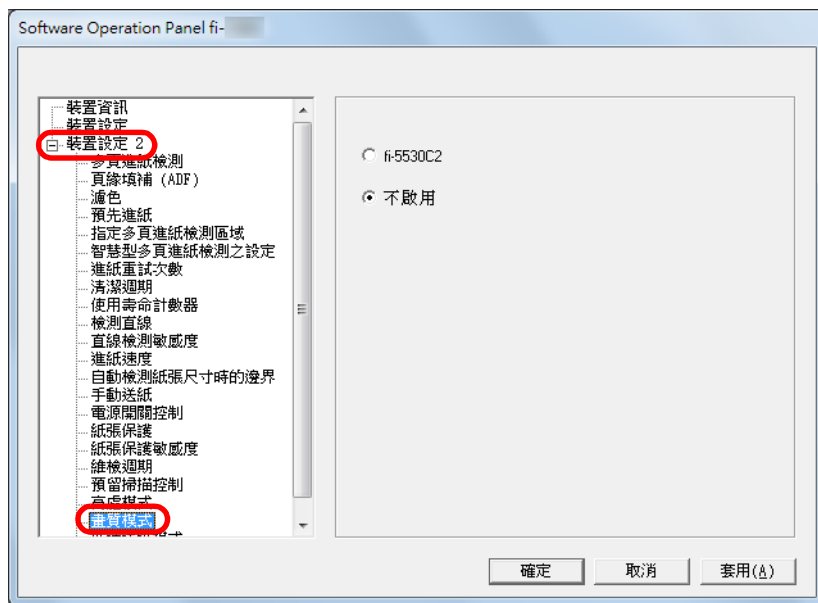 Software Operation Panel fi-
裝置資訊
裝置設定
裝置設定 2
多頁進紙檢測
頁緣填補 (ADF)
濾色
預先進紙
指定多頁進紙檢測區域
智慧型多頁進紙檢測之設定
進紙重試次數
清潔週期
使用壽命計數器
檢測直線
直線檢測敏感度
進紙速度
自動檢測紙張尺寸時的邊界
手動送紙
電源開關控制
紙張保護
紙張保護敏感度
維檢週期
預留掃描控制
高處模式
畫質模式
fi-5530C2
不啟用
確定
取消
套用(A)